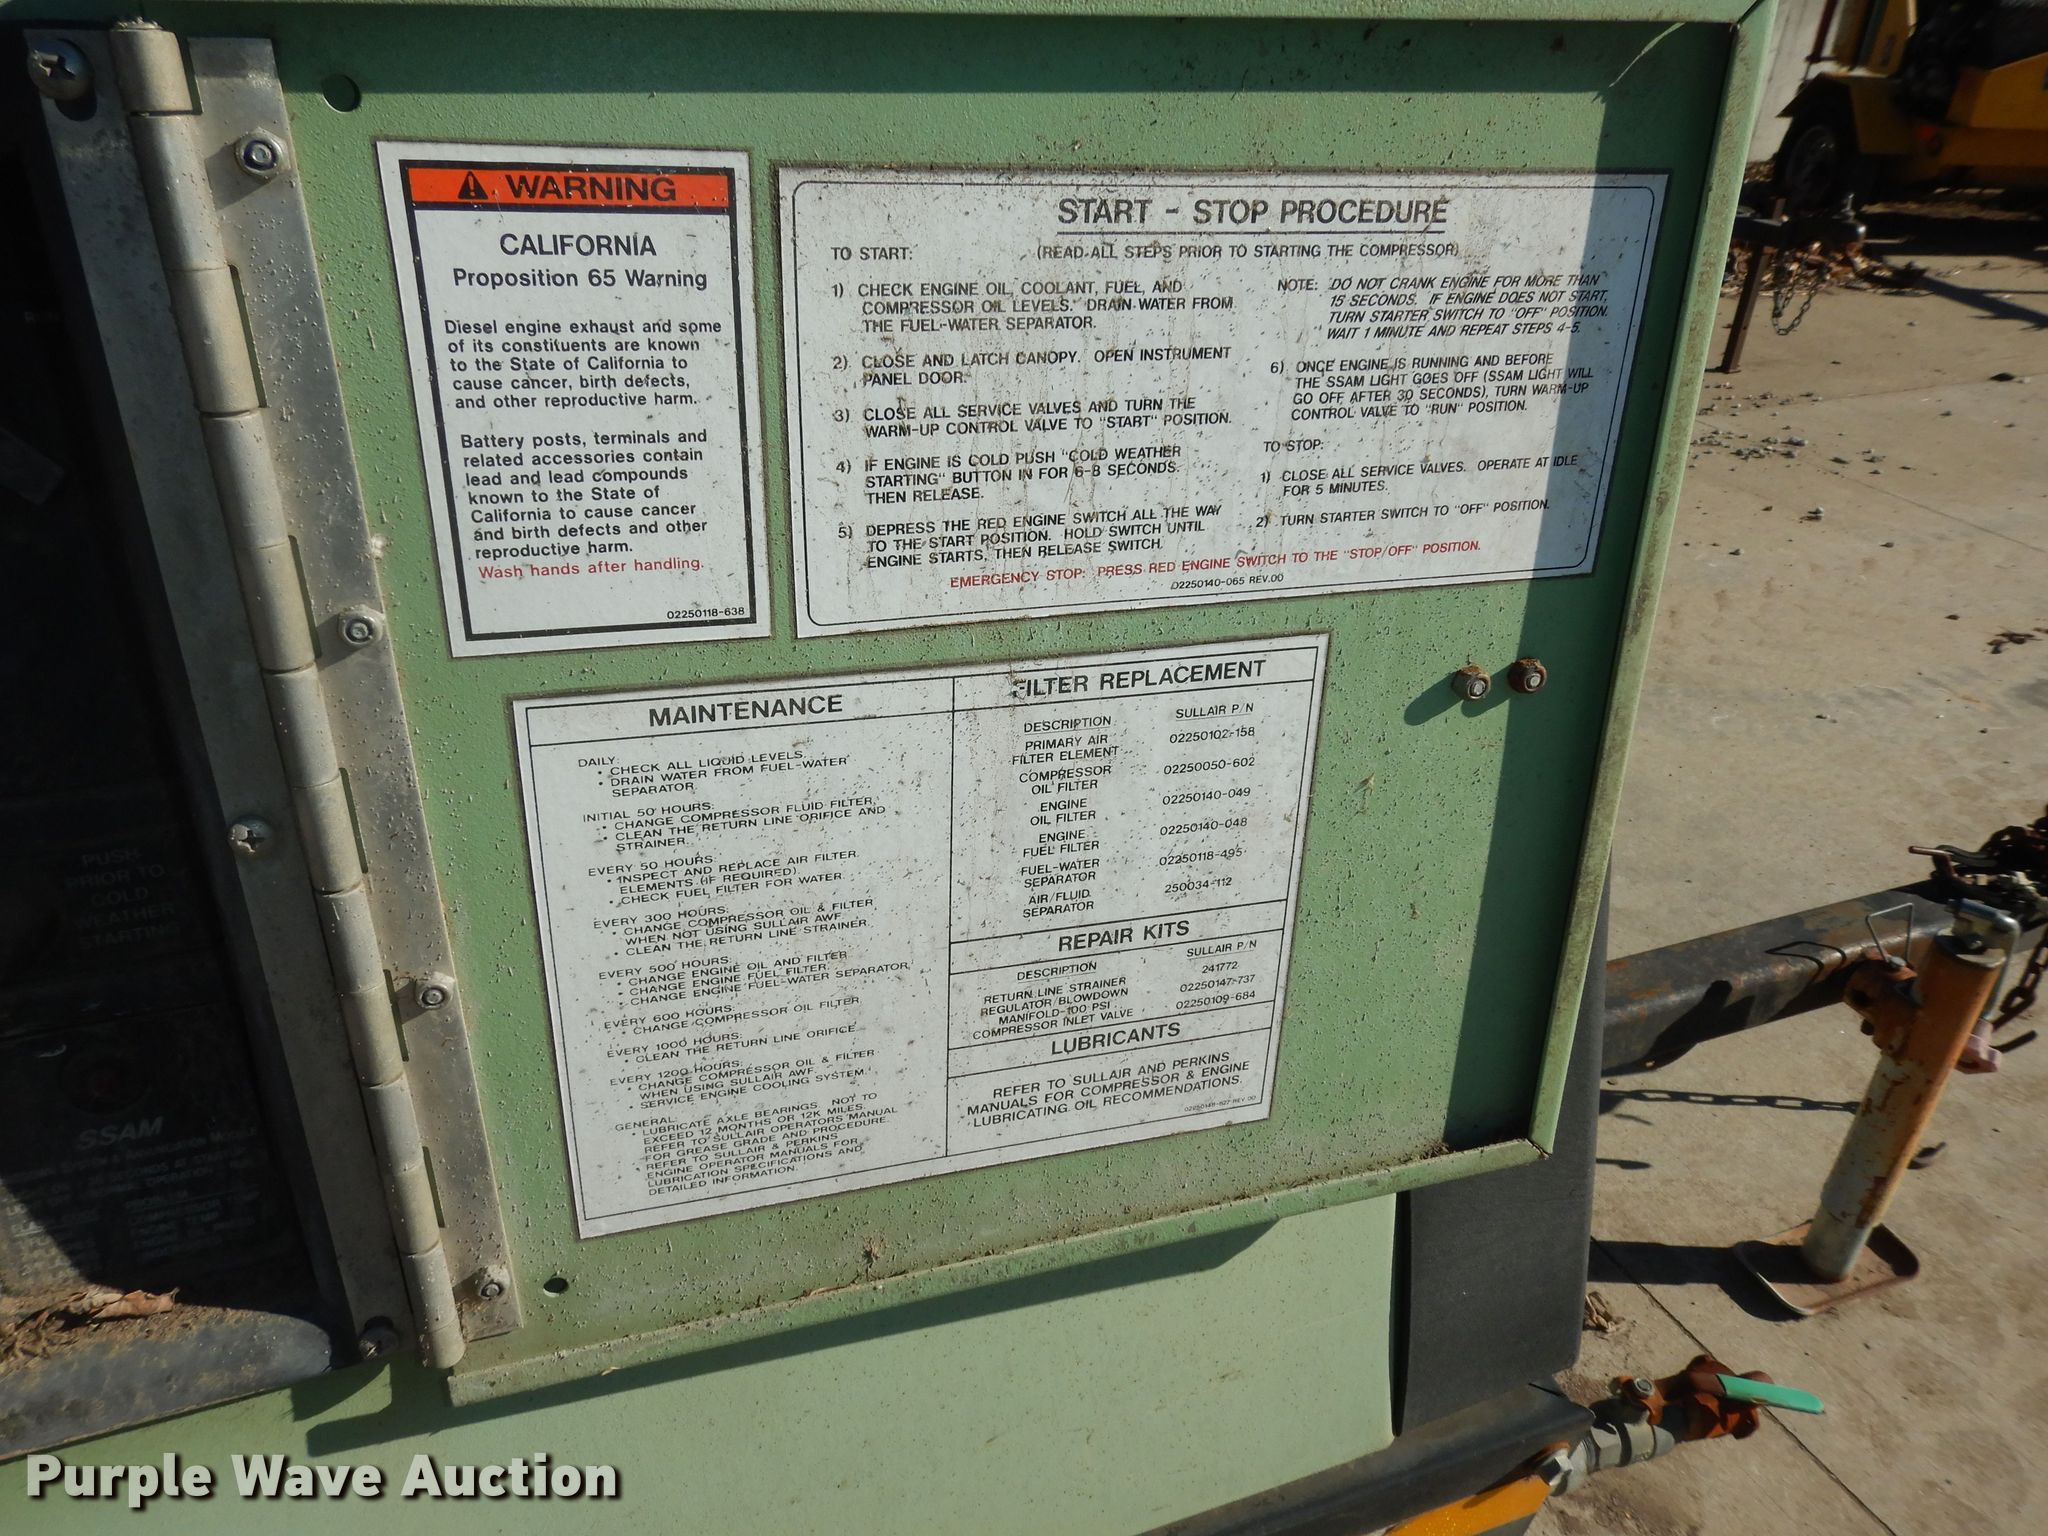 WARNING
CALIFORNIA
Proposition 65 Warning
Diesel engine exhaust and some
of its constituents are known
to the State of California to
cause cancer, birth defects,
and other reproductive harm.
Battery posts, terminals and
related accessories contain
lead and lead compounds
known to the State of
California to cause cancer
and birth defects and other
reproductive harm.
Wash hands after handling.
02250118-638
START - STOP PROCEDURE
TO START:
(READ ALL STEPS PRIOR TO STARTING THE COMPRESSOR)
1) CHECK ENGINE OIL, COOLANT, FUEL, AND
COMPRESSOR OIL LEVELS. DRAIN WATER FROM
THE FUEL-WATER SEPARATOR.
2) CLOSE AND LATCH CANOPY. OPEN INSTRUMENT
PANEL DOOR.
3) CLOSE ALL SERVICE VALVES AND TURN THE
WARM-UP CONTROL VALVE TO "START" POSITION.
4) IF ENGINE IS COLD PUSH "COLD WEATHER
STARTING" BUTTON IN FOR 6-8 SECONDS.
THEN RELEASE.
5) DEPRESS THE RED ENGINE SWITCH ALL THE WAY
TO THE START POSITION. HOLD SWITCH UNTIL
ENGINE STARTS, THEN RELEASE SWITCH.
NOTE: DO NOT CRANK ENGINE FOR MORE THAN
15 SECONDS. IF ENGINE DOES NOT START,
TURN STARTER SWITCH TO "OFF" POSITION.
WAIT 1 MINUTE AND REPEAT STEPS 4-5.
6) ONCE ENGINE IS RUNNING AND BEFORE
THE SSAM LIGHT GOES OFF (SSAM LIGHT WILL
GO OFF AFTER 30 SECONDS), TURN WARM-UP
CONTROL VALVE TO "RUN" POSITION.
TO STOP:
1) CLOSE ALL SERVICE VALVES. OPERATE AT IDLE
FOR 5 MINUTES.
2) TURN STARTER SWITCH TO "OFF" POSITION.
EMERGENCY STOP: PRESS RED ENGINE SWITCH TO THE "STOP/OFF" POSITION.
02250140-065 REV.00
MAINTENANCE
DAILY:
• CHECK ALL LIQUID LEVELS.
• DRAIN WATER FROM FUEL-WATER
SEPARATOR.
INITIAL 50 HOURS:
• CHANGE COMPRESSOR FLUID FILTER,
• CLEAN THE RETURN LINE ORIFICE AND
STRAINER.
EVERY 50 HOURS:
• INSPECT AND REPLACE AIR FILTER
ELEMENTS (IF REQUIRED)
• CHECK FUEL FILTER FOR WATER
EVERY 300 HOURS:
• CHANGE COMPRESSOR OIL & FILTER
WHEN NOT USING SULLAIR AWF.
• CLEAN THE RETURN LINE STRAINER.
EVERY 500 HOURS:
• CHANGE ENGINE OIL AND FILTER
• CHANGE ENGINE FUEL FILTER.
• CHANGE ENGINE FUEL-WATER SEPARATOR.
EVERY 600 HOURS:
• CHANGE COMPRESSOR OIL FILTER
EVERY 1000 HOURS:
• CLEAN THE RETURN LINE ORIFICE
EVERY 1200 HOURS:
• CHANGE COMPRESSOR OIL & FILTER
WHEN USING SULLAIR AWF.
• SERVICE ENGINE COOLING SYSTEM.
GENERAL:
• LUBRICATE AXLE BEARINGS NOT TO
EXCEED 12 MONTHS OR 12K MILES.
REFER TO SULLAIR OPERATORS MANUAL
FOR GREASE GRADE AND PROCEDURE.
• REFER TO SULLAIR & PERKINS
ENGINE OPERATOR MANUALS FOR
LUBRICATION SPECIFICATIONS AND
DETAILED INFORMATION.
FILTER REPLACEMENT
DESCRIPTION SULLAIR P/N
PRIMARY AIR
FILTER ELEMENT 02250102-158
COMPRESSOR
OIL FILTER 02250050-602
ENGINE
OIL FILTER 02250140-049
ENGINE
FUEL FILTER 02250140-048
FUEL-WATER
SEPARATOR 02250118-495
AIR/FLUID
SEPARATOR 250034-112
REPAIR KITS
DESCRIPTION SULLAIR P/N
RETURN LINE STRAINER 241772
REGULATOR/BLOWDOWN
MANIFOLD-100 PSI 02250147-737
COMPRESSOR INLET VALVE 02250109-684
LUBRICANTS
REFER TO SULLAIR AND PERKINS
MANUALS FOR COMPRESSOR & ENGINE
LUBRICATING OIL RECOMMENDATIONS.
PUSH
PRIOR TO
COLD
WEATHER
STARTING
SSAM
Purple Wave Auction